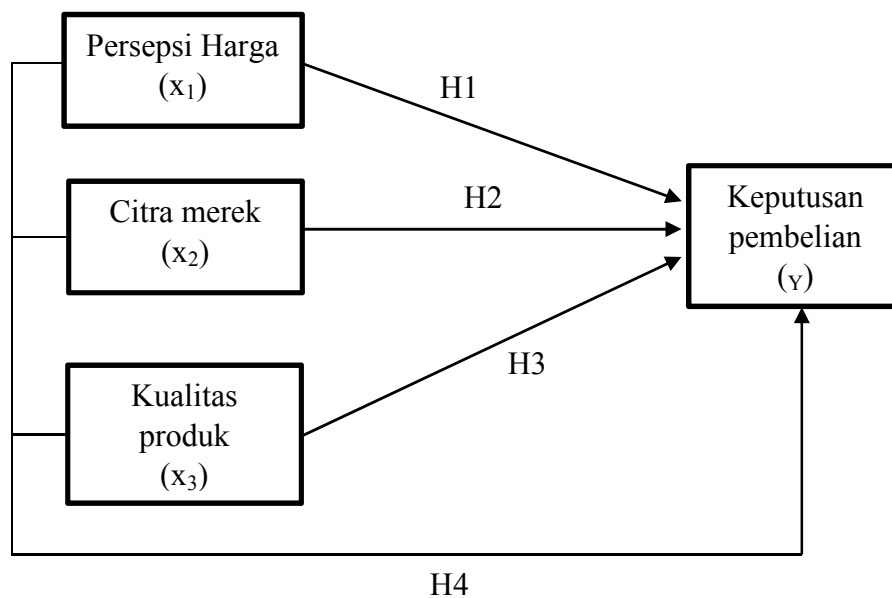 Persepsi Harga
(x₁)
H1
Citra merek
(x₂)
H2
Keputusan
pembelian
(Y)
H3
Kualitas
produk
(x₃)
H4